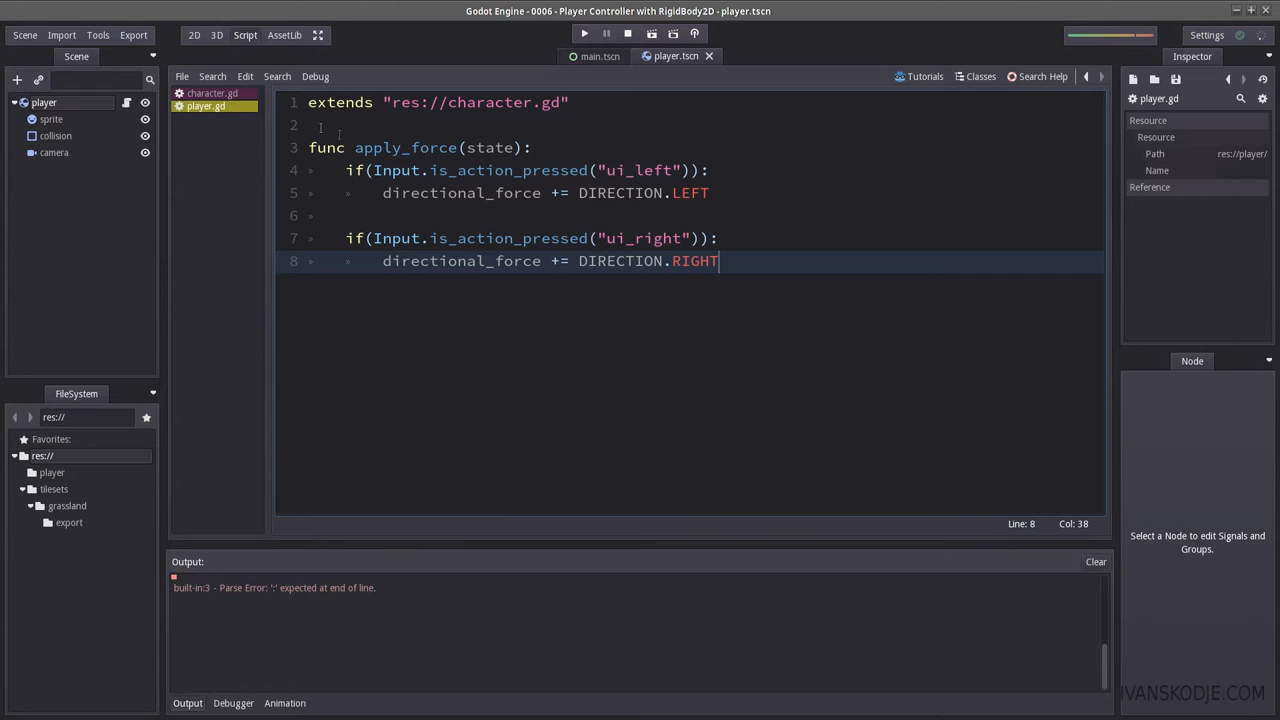 Godot Engine - 0006 - Player Controller with RigidBody2D - player.tscn
Scene Import Tools Export
2D 3D Script AssetLib
Settings
Scene
main.tscn
player.tscn
Inspector
File Search Edit Search Debug
Tutorials Classes Search Help
player
sprite
collision
camera
character.gd
player.gd
1 extends "res://character.gd"
2
3 func apply_force(state):
4 if(Input.is_action_pressed("ui_left")):
5 directional_force += DIRECTION.LEFT
6
7 if(Input.is_action_pressed("ui_right")):
8 directional_force += DIRECTION.RIGHT
Line: 8 Col: 38
player.gd
Resource
Resource
Path res://player/
Name
Reference
Node
Select a Node to edit Signals and
Groups.
FileSystem
res://
Favorites:
res://
player
tilesets
grassland
export
Output:
Clear
built-in:3 - Parse Error: ':' expected at end of line.
Output Debugger Animation
IVANSKODJE.COM